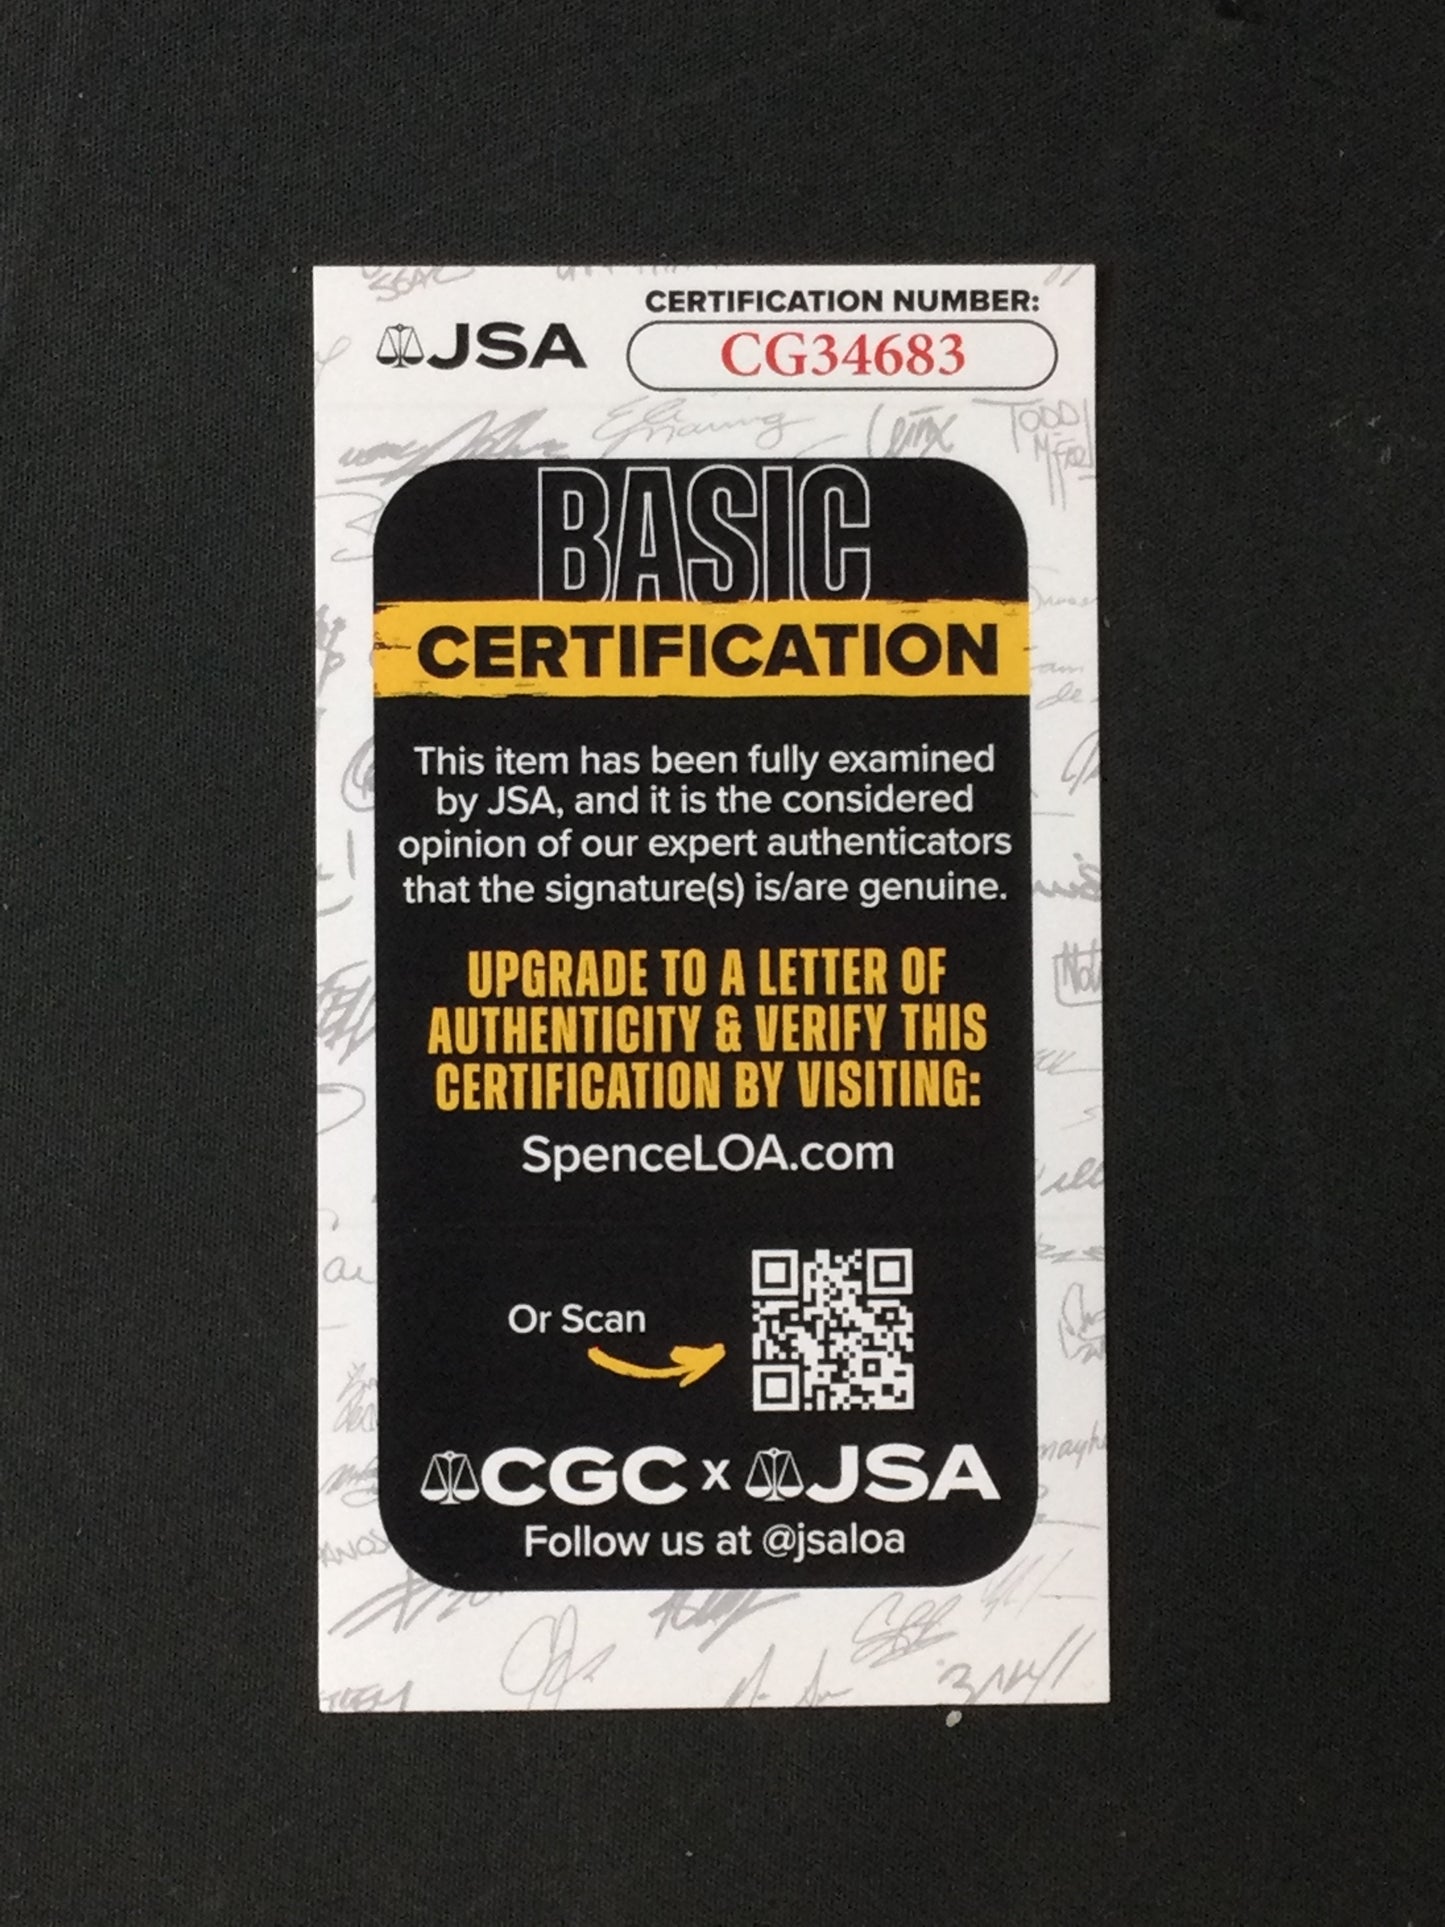 CERTIFICATION NUMBER:
JSA
CG34683
BASIC
CERTIFICATION
This item has been fully examined
by JSA, and it is the considered
opinion of our expert authenticators
that the signature(s) is/are genuine.
UPGRADE TO A LETTER OF
AUTHENTICITY & VERIFY THIS
CERTIFICATION BY VISITING:
SpenceLOA.com
Or Scan
CGC x JSA
Follow us at @jsaloa